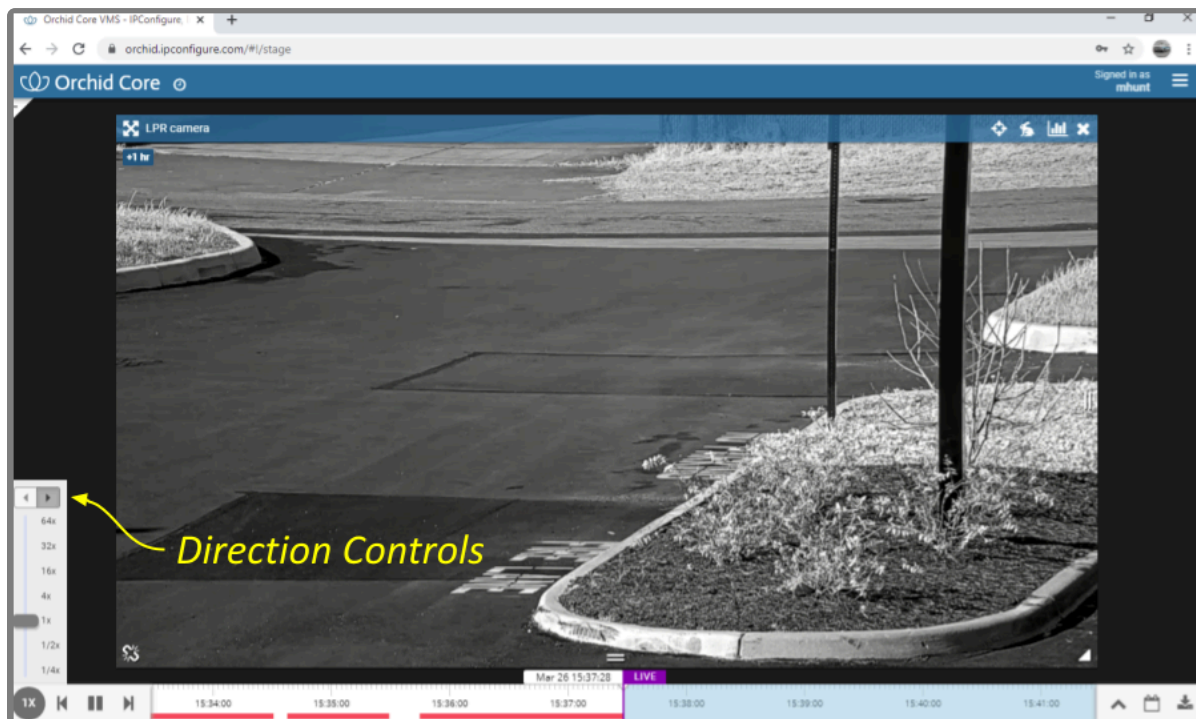 Orchid Core VMS - IPConfigure,
orchid.ipconfigure.com/#!/stage
Orchid Core
Signed in as
mhunt
LPR camera
+1 hr
64x
32x
16x
4x
1x
1/2x
1/4x
Direction Controls
Mar 26 15:37:28 LIVE
1X
15:34:00 15:35:00 15:36:00 15:37:00 15:38:00 15:39:00 15:40:00 15:41:00